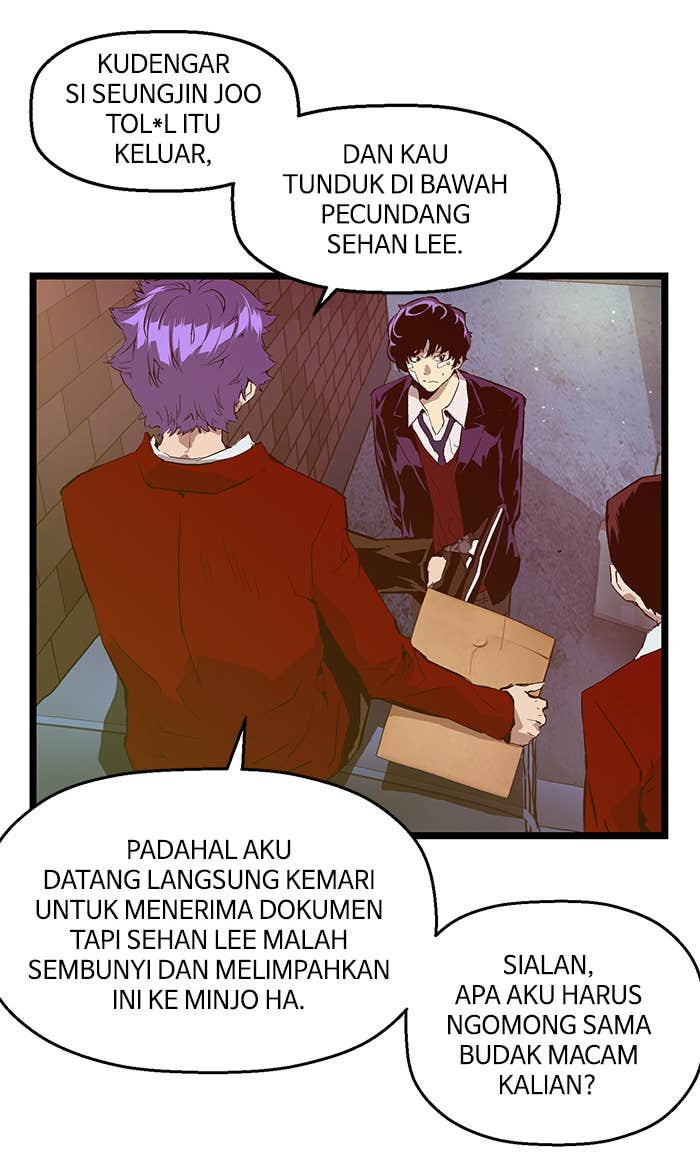 KUDENGAR
SI SEUNGJIN JOO
TOL*L ITU
KELUAR,
DAN KAU
TUNDUK DI BAWAH
PECUNDANG
SEHAN LEE.
PADAHAL AKU
DATANG LANGSUNG KEMARI
UNTUK MENERIMA DOKUMEN
TAPI SEHAN LEE MALAH
SEMBUNYI DAN MELIMPAHKAN
INI KE MINJO HA.
SIALAN,
APA AKU HARUS
NGOMONG SAMA
BUDAK MACAM
KALIAN?